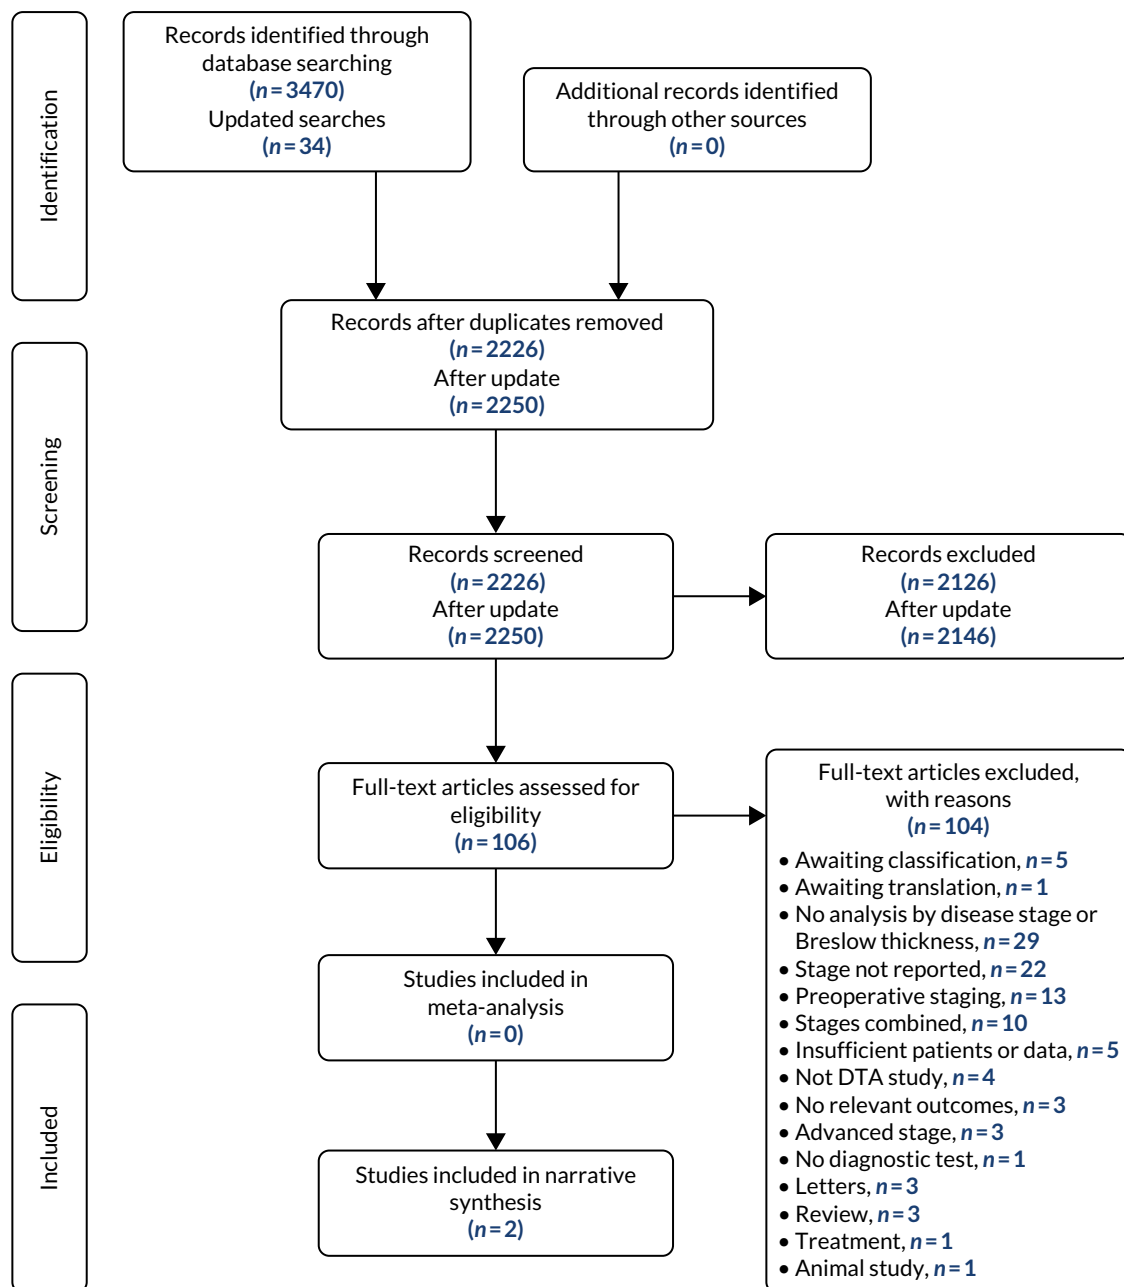 Identification
Records identified through
database searching
(n=3470)
Updated searches
(n=34)
Additional records identified
through other sources
(n=0)
Records after duplicates removed
(n=2226)
After update
(n=2250)
Screening
Records screened
(n=2226)
After update
(n=2250)
Records excluded
(n=2126)
After update
(n=2146)
Eligibility
Full-text articles assessed for
eligibility
(n=106)
Full-text articles excluded,
with reasons
(n=104)
• Awaiting classification, n=5
• Awaiting translation, n=1
• No analysis by disease stage or
Breslow thickness, n=29
• Stage not reported, n=22
• Preoperative staging, n=13
• Stages combined, n=10
• Insufficient patients or data, n=5
• Not DTA study, n=4
• No relevant outcomes, n=3
• Advanced stage, n=3
• No diagnostic test, n=1
• Letters, n=3
• Review, n=3
• Treatment, n=1
• Animal study, n=1
Included
Studies included in
meta-analysis
(n=0)
Studies included in narrative
synthesis
(n=2)